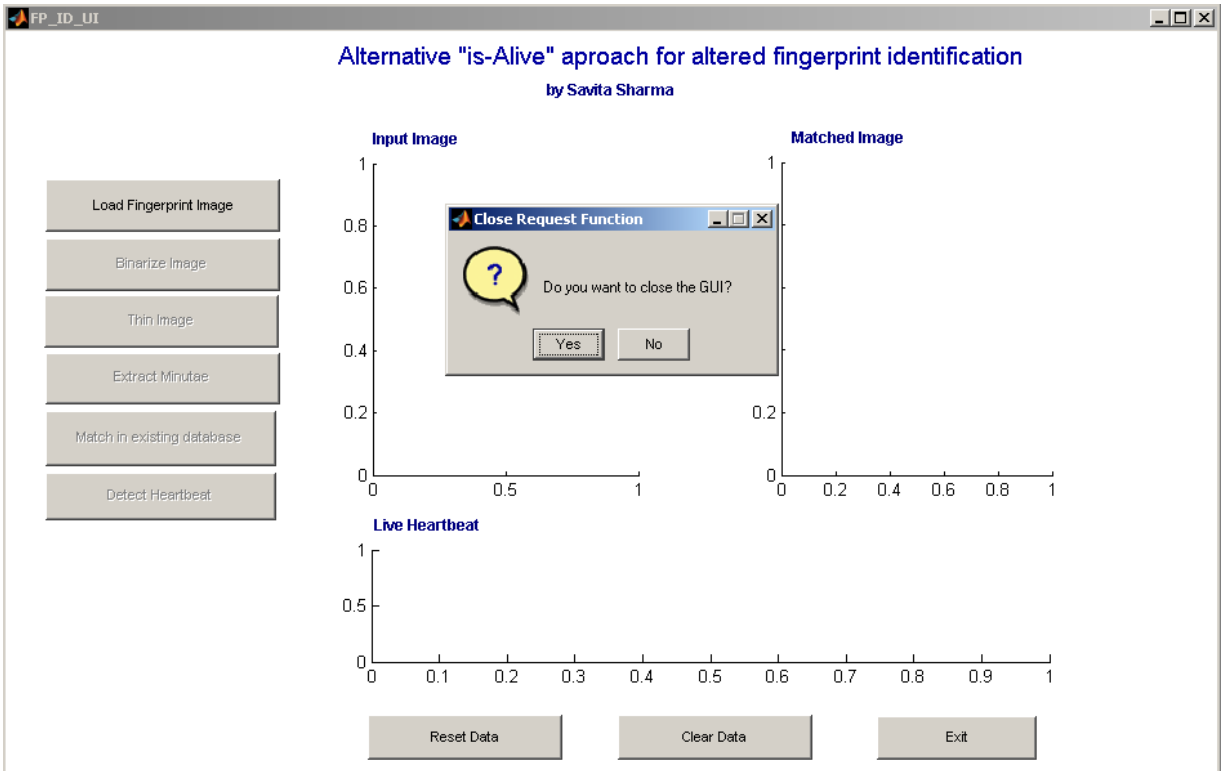 FP_ID_UI
Alternative "is-Alive" aproach for altered fingerprint identification
by Savita Sharma
Input Image
Matched Image
Load Fingerprint Image
Binarize Image
Thin Image
Extract Minutae
Match in existing database
Detect Heartbeat
1
0.8
0.6
0.4
0.2
0
0 0.5 1
Close Request Function
?
Do you want to close the GUI?
Yes No
1
0.2
0
0 0.2 0.4 0.6 0.8 1
Live Heartbeat
1
0.5
0
0 0.1 0.2 0.3 0.4 0.5 0.6 0.7 0.8 0.9 1
Reset Data Clear Data Exit